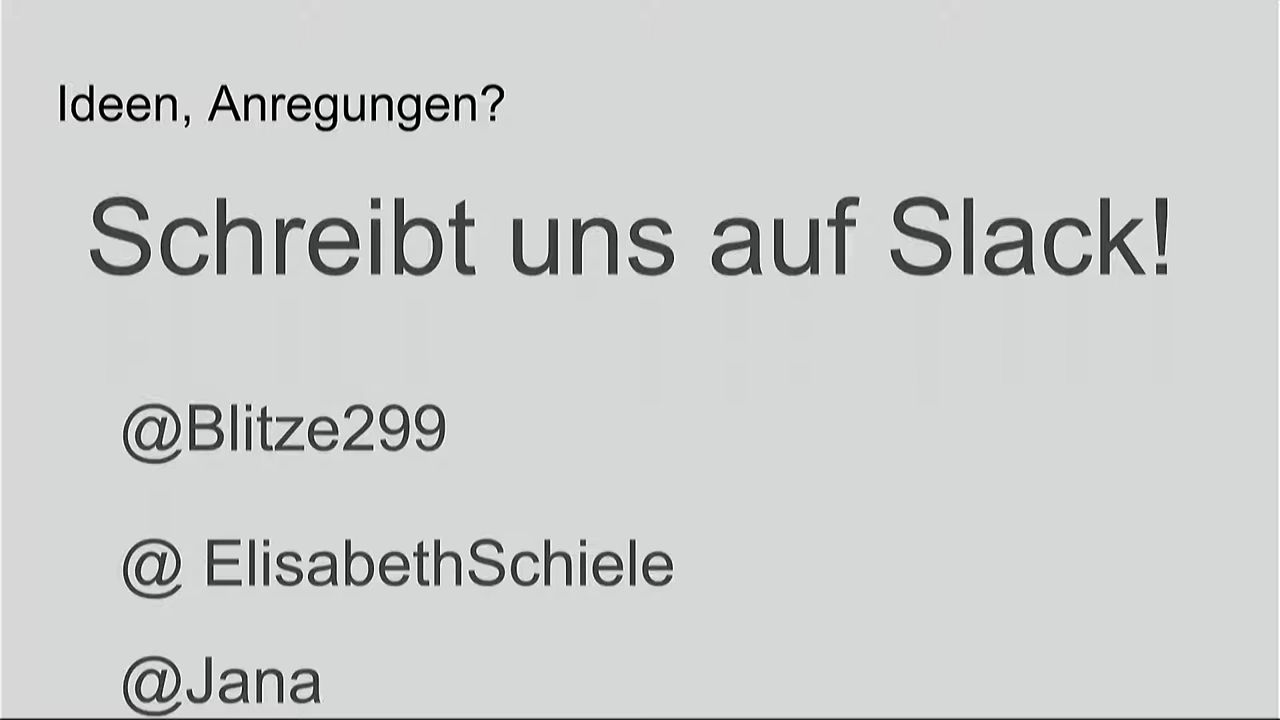 Ideen, Anregungen?
Schreibt uns auf Slack!
@Blitze299
@ ElisabethSchiele
@Jana